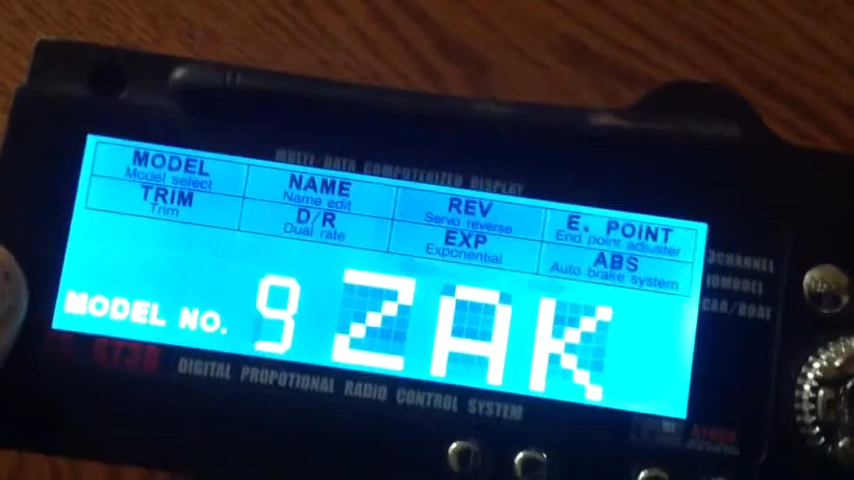 MULTI-DATA COMPUTERIZED DISPLAY
MODEL NAME REV E. POINT
Model select Name edit Servo reverse End point adjuster
TRIM D/R EXP ABS
Trim Dual rate Exponential Auto brake system
3CHANNEL
10MODEL
CAR/BOAT
MODEL NO. 9 ZAK
DIGITAL PROPOTIONAL RADIO CONTROL SYSTEM